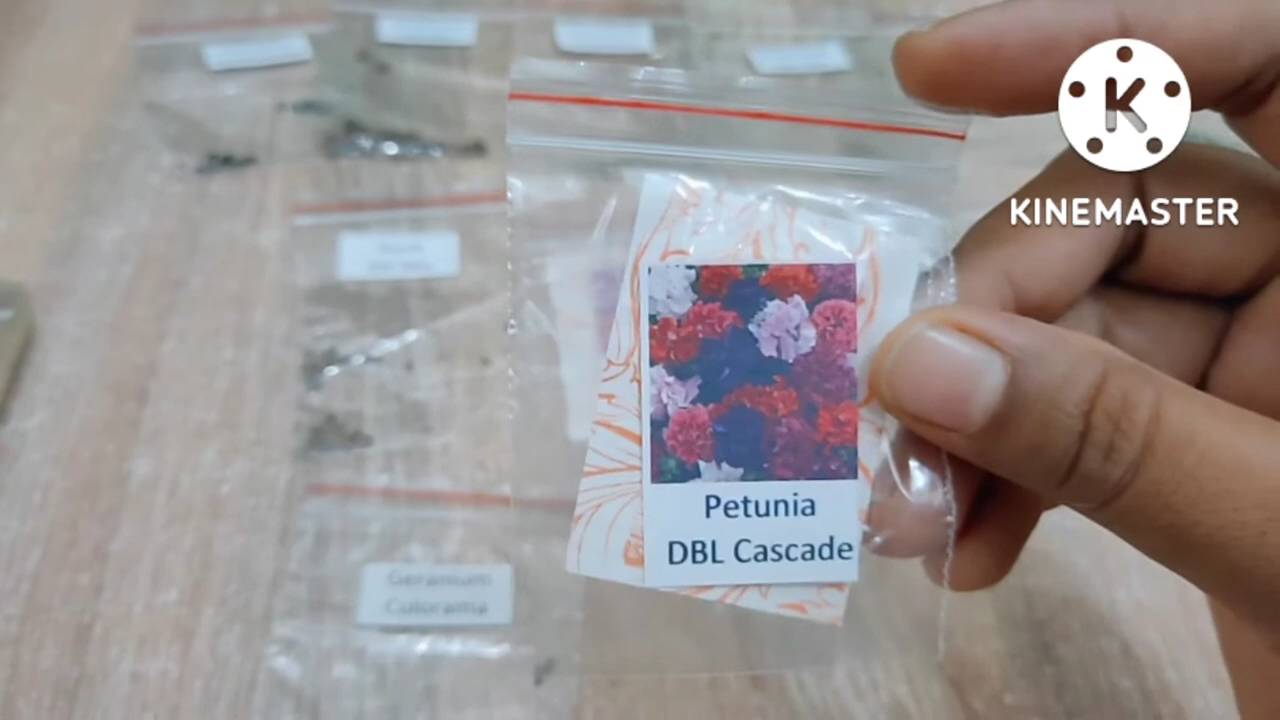 K
KINEMASTER
Petunia
DBL Cascade
Geranium
Colorama